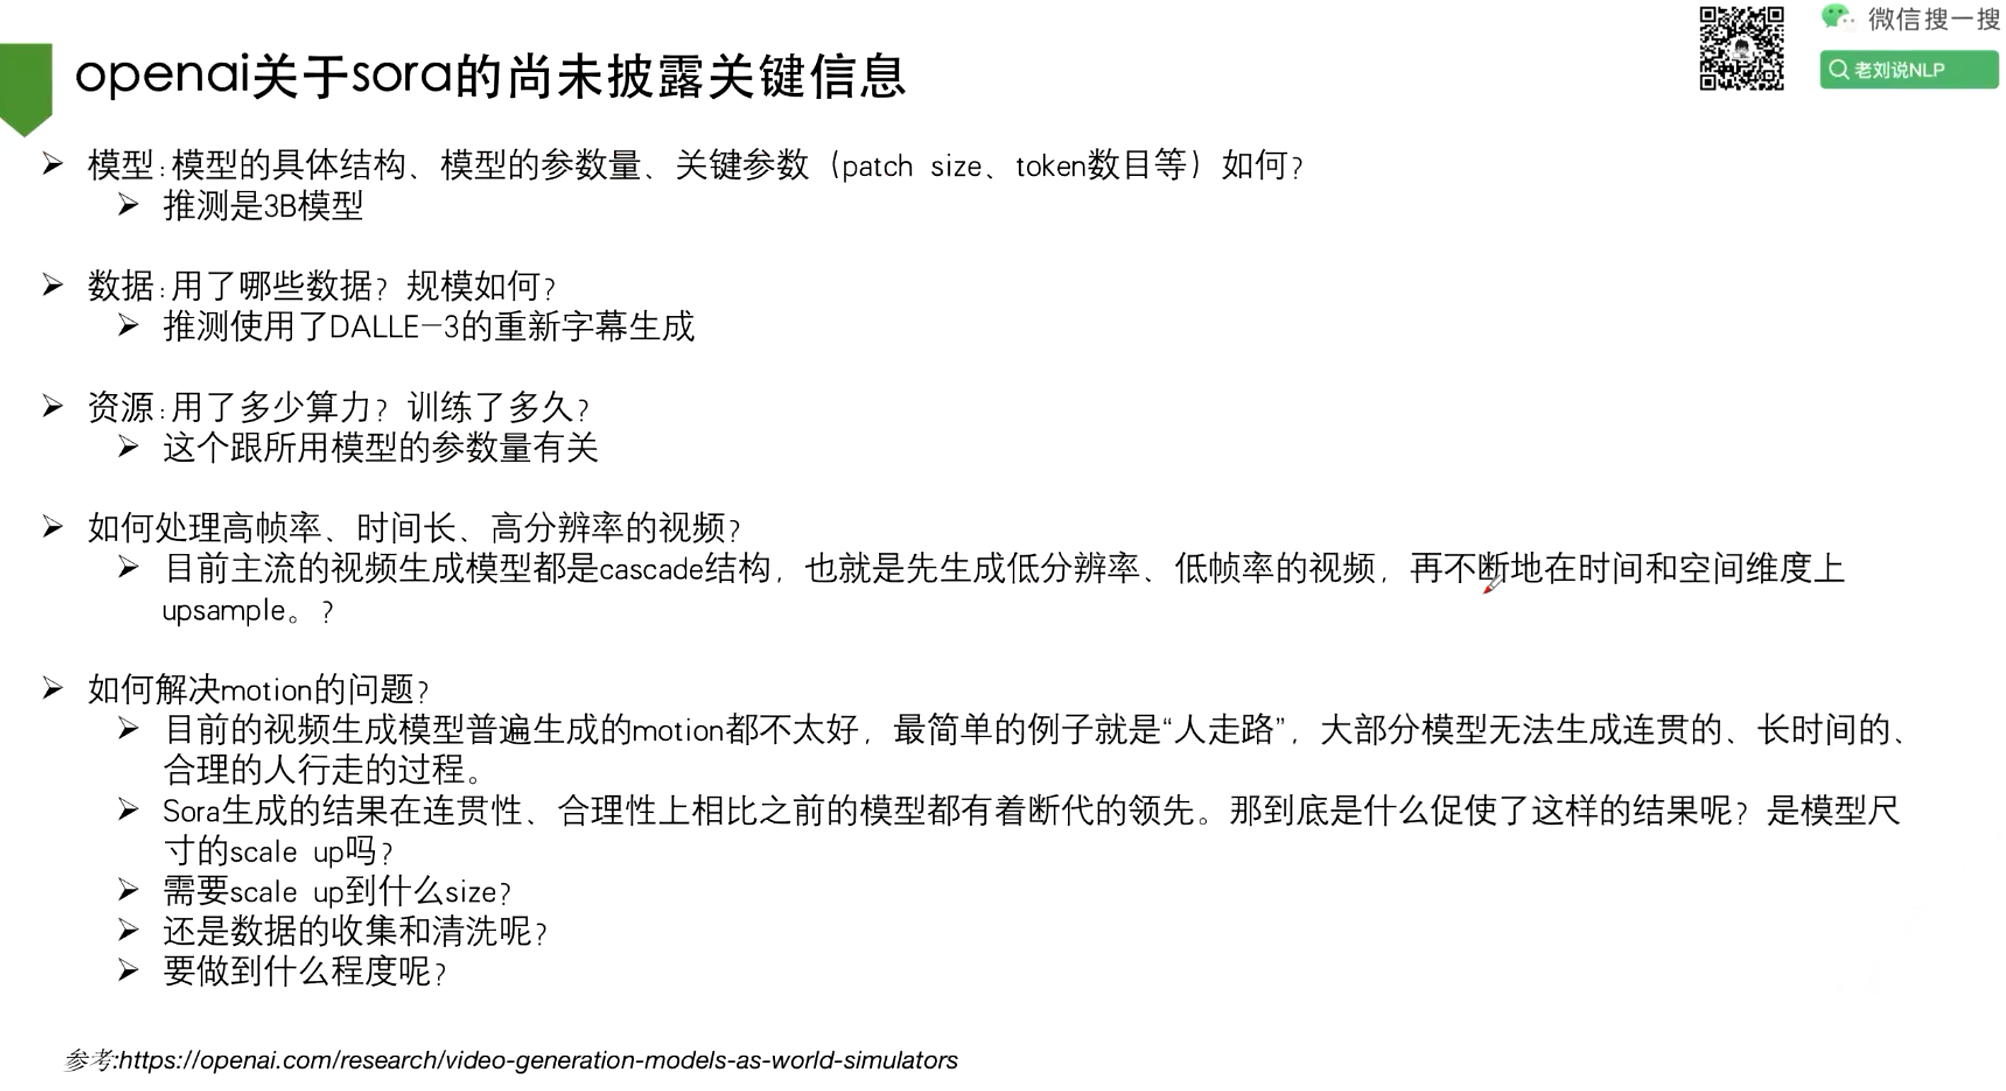 微信搜一搜
老刘说NLP
openai关于sora的尚未披露关键信息
模型:模型的具体结构、模型的参数量、关键参数（patch size、token数目等）如何?
推测是3B模型
数据:用了哪些数据？规模如何?
推测使用了DALLE-3的重新字幕生成
资源:用了多少算力？训练了多久?
这个跟所用模型的参数量有关
如何处理高帧率、时间长、高分辨率的视频?
目前主流的视频生成模型都是cascade结构，也就是先生成低分辨率、低帧率的视频，再不断地在时间和空间维度上
upsample。?
如何解决motion的问题?
目前的视频生成模型普遍生成的motion都不太好，最简单的例子就是“人走路”，大部分模型无法生成连贯的、长时间的、
合理的人行走的过程。
Sora生成的结果在连贯性、合理性上相比之前的模型都有着断代的领先。那到底是什么促使了这样的结果呢？是模型尺
寸的scale up吗?
需要scale up到什么size?
还是数据的收集和清洗呢?
要做到什么程度呢?
参考:https://openai.com/research/video-generation-models-as-world-simulators